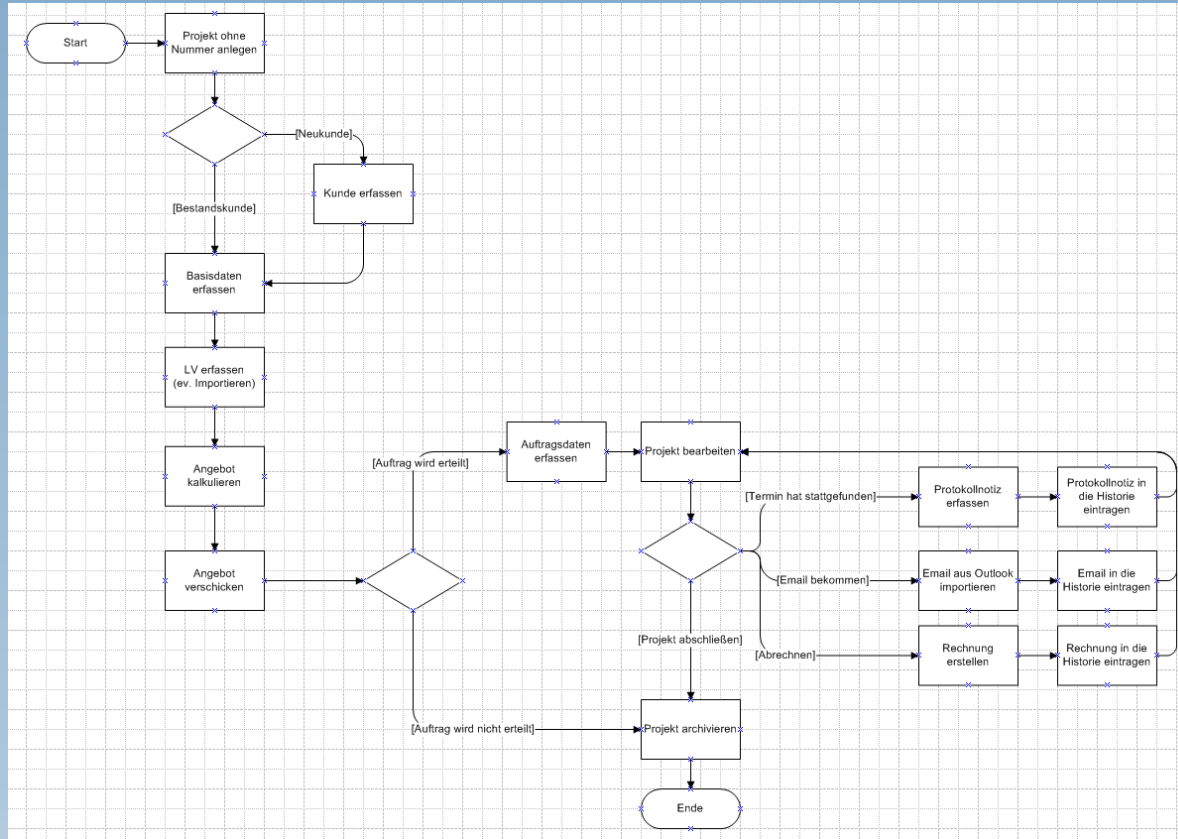 Start
Projekt ohne
Nummer anlegen
[Neukunde]
Kunde erfassen
[Bestandskunde]
Basisdaten
erfassen
LV erfassen
(ev. Importieren)
Angebot
kalkulieren
Angebot
verschicken
[Auftrag wird erteilt]
Auftragsdaten
erfassen
Projekt bearbeiten
[Termin hat stattgefunden]
Protokollnotiz
erfassen
Protokollnotiz in
die Historie
eintragen
[Email bekommen]
Email aus Outlook
importieren
Email in die
Historie eintragen
[Projekt abschließen]
[Abrechnen]
Rechnung
erstellen
Rechnung in die
Historie eintragen
[Auftrag wird nicht erteilt]
Projekt archivieren
Ende